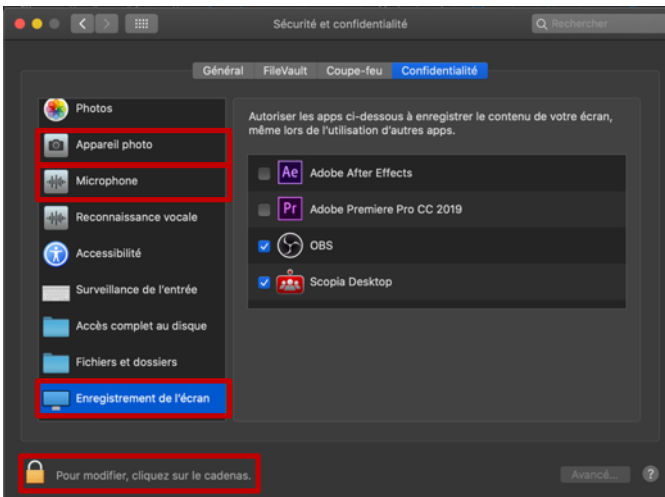 Sécurité et confidentialité
Rechercher
Général
FileVault
Coupe-feu
Confidentialité
Photos
Appareil photo
Microphone
Reconnaissance vocale
Accessibilité
Surveillance de l'entrée
Accès complet au disque
Fichiers et dossiers
Enregistrement de l'écran
Autoriser les apps ci-dessous à enregistrer le contenu de votre écran,
même lors de l'utilisation d'autres apps.
Ae Adobe After Effects
Pr Adobe Premiere Pro CC 2019
OBS
Scopia Desktop
Pour modifier, cliquez sur le cadenas.
Avancé...
?